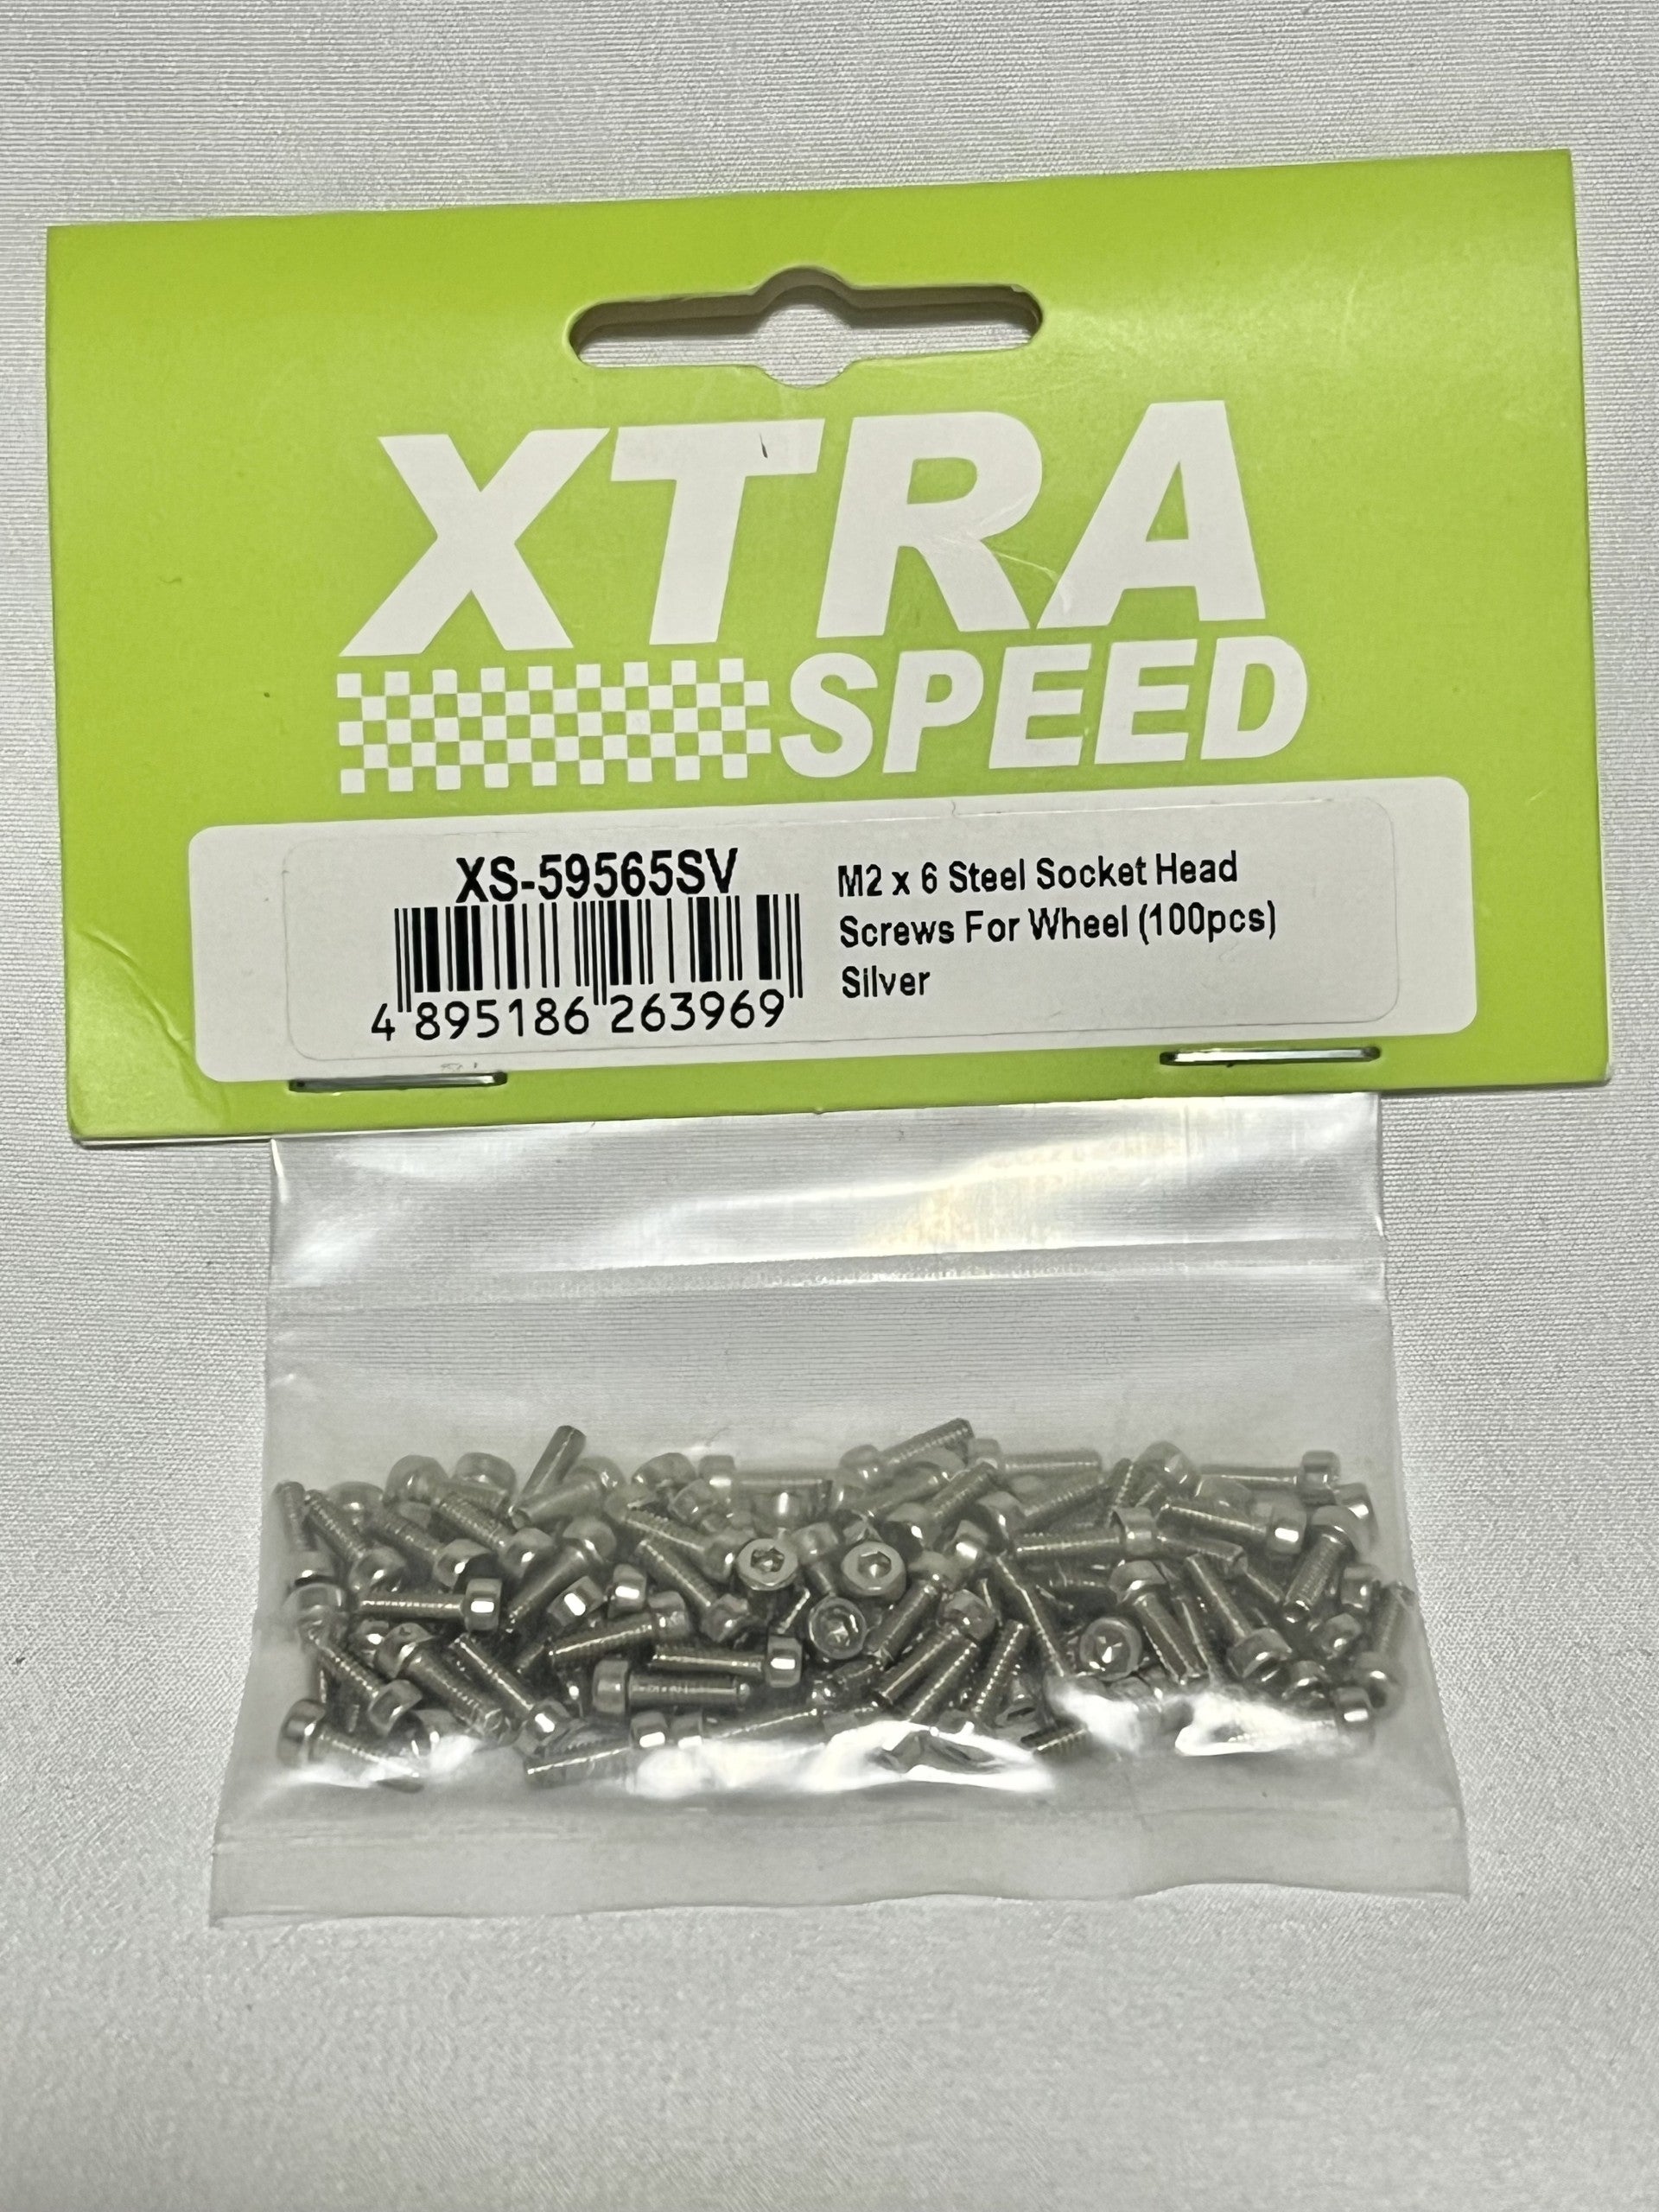 XTRA
SPEED
XS-59565SV
4 895186 263969
M2 x 6 Steel Socket Head
Screws For Wheel (100pcs)
Silver